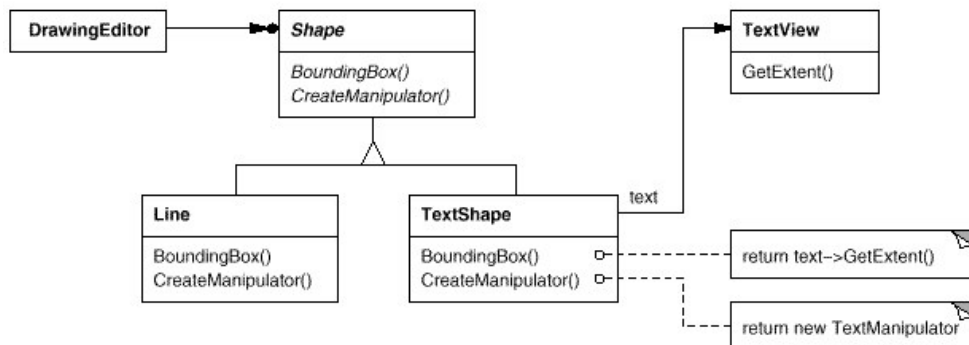 DrawingEditor
Shape
BoundingBox()
CreateManipulator()
TextView
GetExtent()
Line
BoundingBox()
CreateManipulator()
TextShape
BoundingBox()
CreateManipulator()
text
return text->GetExtent()
return new TextManipulator